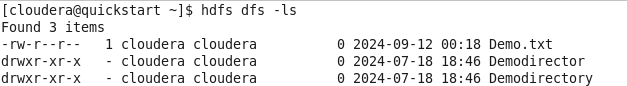 [cloudera@quickstart ~]$ hdfs dfs -ls
Found 3 items
-rw-r--r--   1 cloudera cloudera          0 2024-09-12 00:18 Demo.txt
drwxr-xr-x   - cloudera cloudera          0 2024-07-18 18:46 Demodirector
drwxr-xr-x   - cloudera cloudera          0 2024-07-18 18:46 Demodirectory